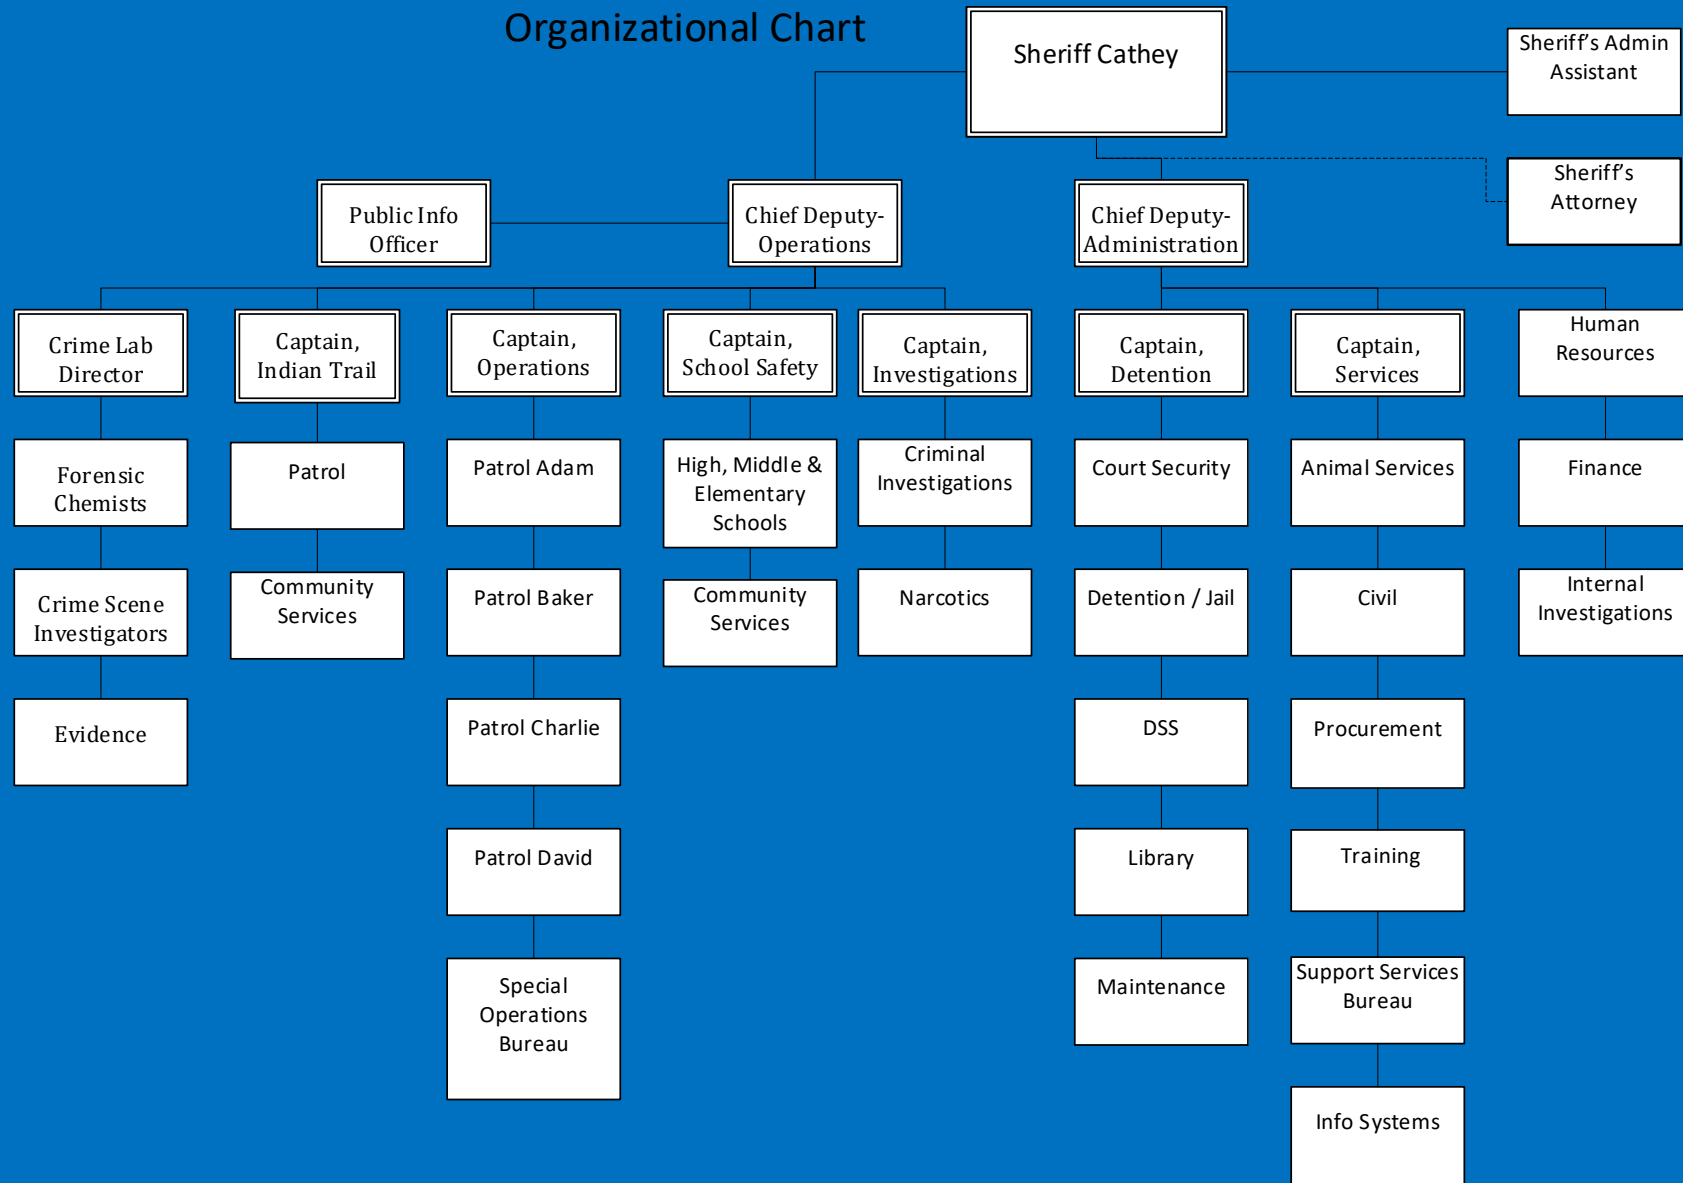 Organizational Chart
Sheriff Cathey
Sheriff’s Admin
Assistant
Sheriff’s
Attorney
Public Info
Officer
Chief Deputy-
Operations
Chief Deputy-
Administration
Crime Lab
Director
Captain,
Indian Trail
Captain,
Operations
Captain,
School Safety
Captain,
Investigations
Captain,
Detention
Captain,
Services
Human
Resources
Forensic
Chemists
Patrol
Patrol Adam
High, Middle &
Elementary
Schools
Criminal
Investigations
Court Security
Animal Services
Finance
Crime Scene
Investigators
Community
Services
Patrol Baker
Community
Services
Narcotics
Detention / Jail
Civil
Internal
Investigations
Evidence
Patrol Charlie
DSS
Procurement
Patrol David
Library
Training
Special
Operations
Bureau
Maintenance
Support Services
Bureau
Info Systems